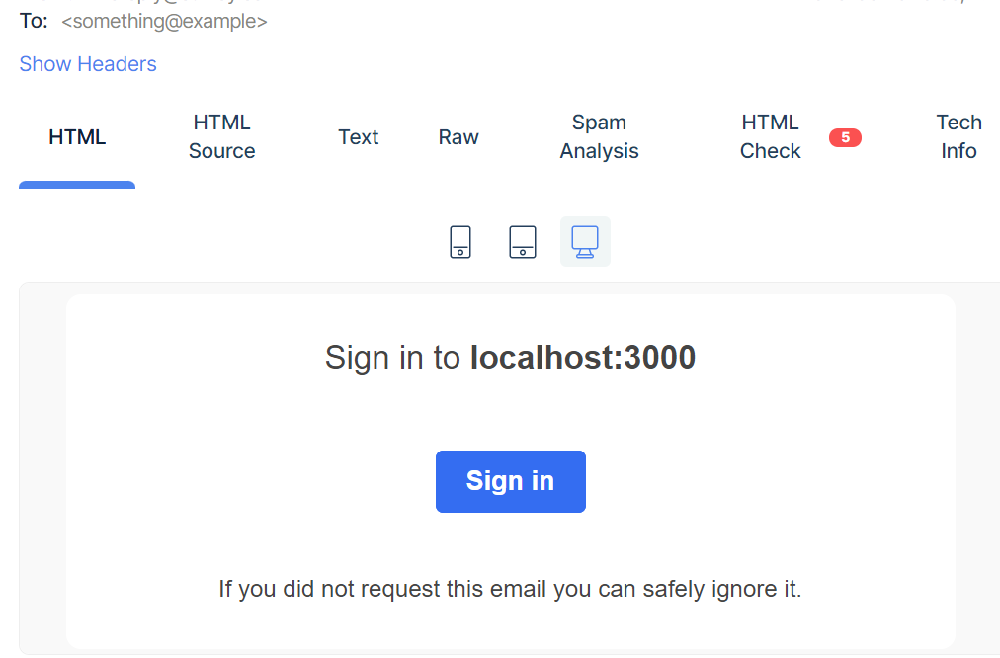 To: <something@example>
Show Headers
HTML
HTML Source
Text
Raw
Spam Analysis
HTML Check
5
Tech Info
Sign in to localhost:3000
Sign in
If you did not request this email you can safely ignore it.